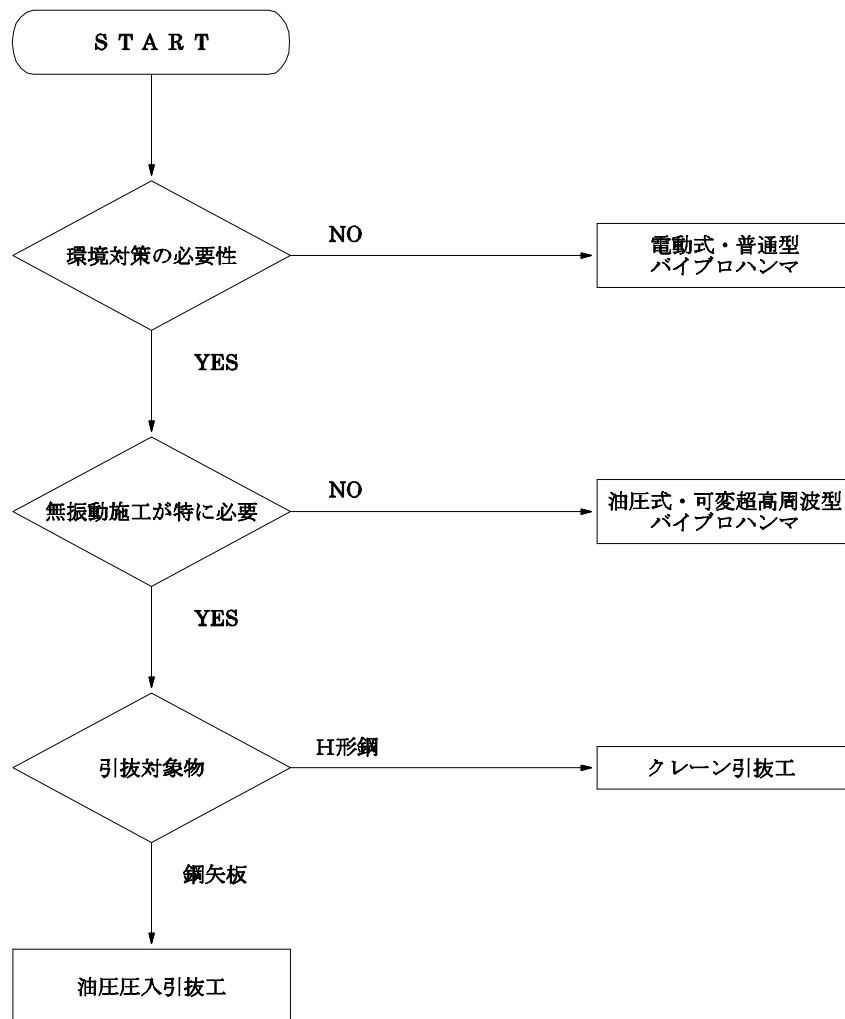 START
環境対策の必要性
NO
電動式・普通型
バイブロハンマ
YES
無振動施工が特に必要
NO
油圧式・可変超高周波型
バイブロハンマ
YES
引抜対象物
H形鋼
クレーン引抜工
鋼矢板
油圧圧入引抜工